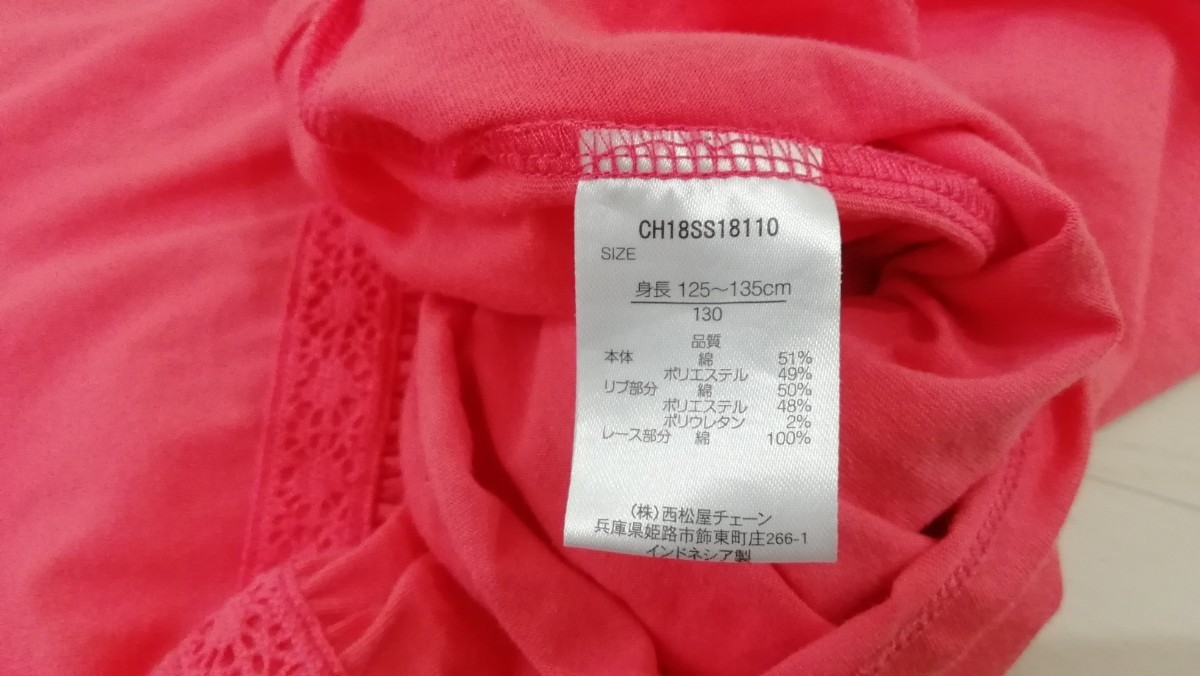 CH18SS18110
SIZE
身長 125～135cm
130
品質
本体 綿 51%
ポリエステル 49%
リブ部分 綿 50%
ポリエステル 48%
ポリウレタン 2%
レース部分 綿 100%
(株)西松屋チェーン
兵庫県姫路市飾東町庄266-1
インドネシア製